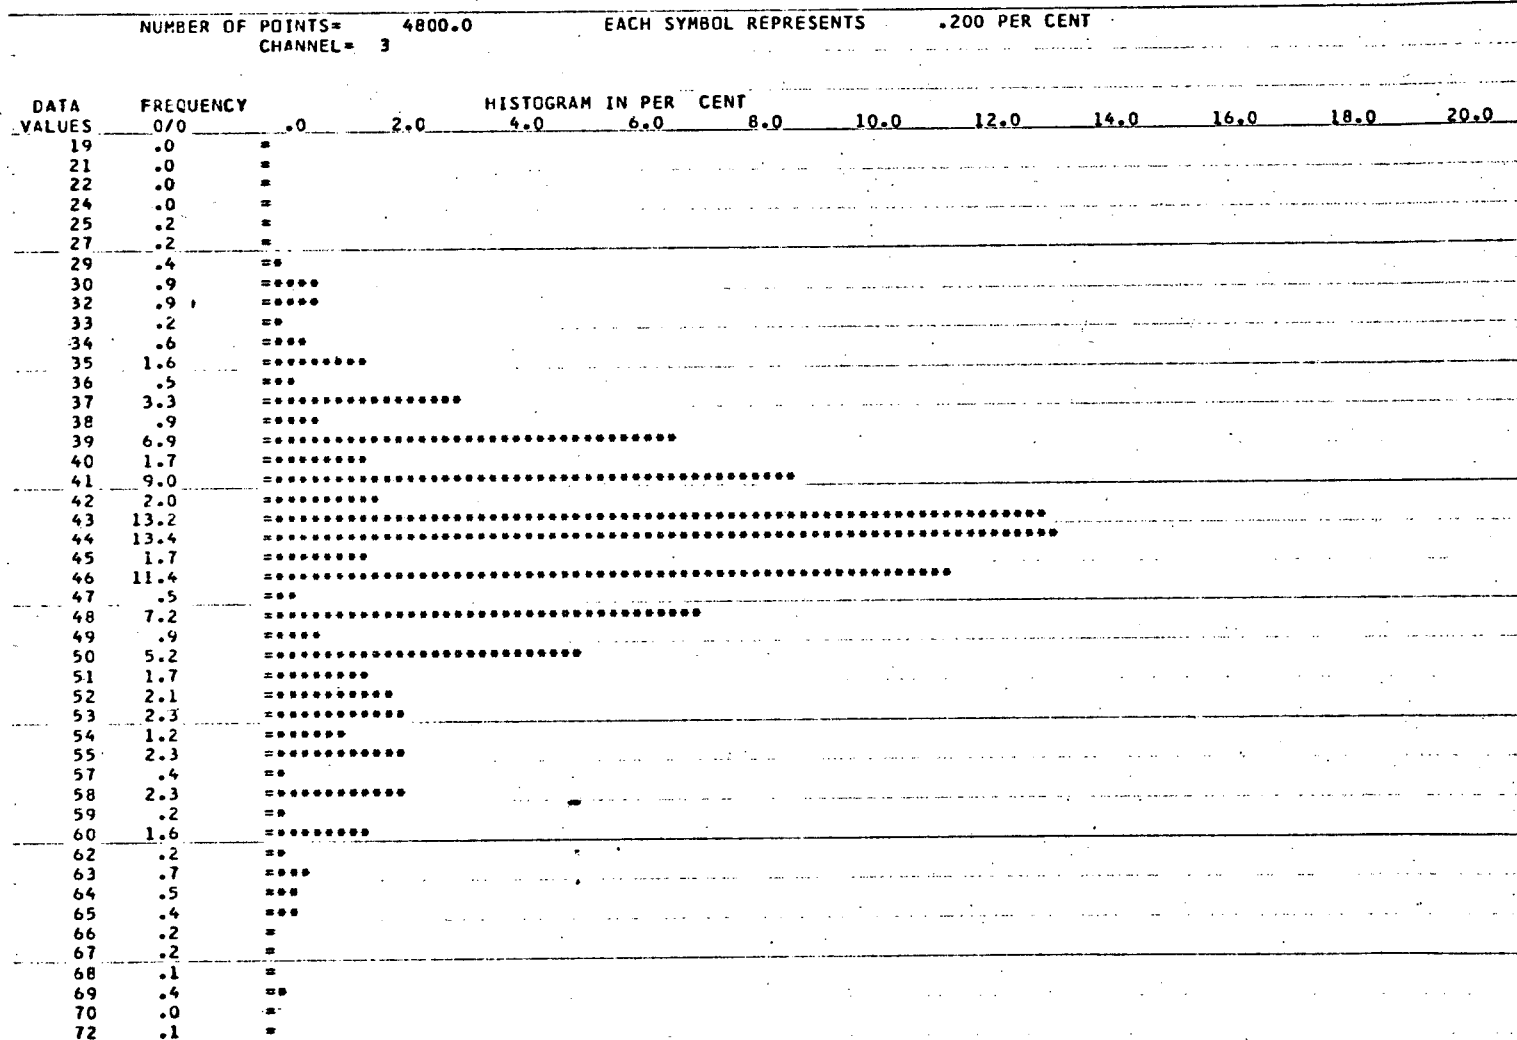 NUMBER OF POINTS= 4800.0 EACH SYMBOL REPRESENTS .200 PER CENT
CHANNEL= 3
DATA FREQUENCY HISTOGRAM IN PER CENT
VALUES 0/0 .0 2.0 4.0 6.0 8.0 10.0 12.0 14.0 16.0 18.0 20.0
19 .0 =
21 .0 =
22 .0 =
24 .0 =
25 .2 =
27 .2 =
29 .4 =*
30 .9 =****
32 .9 =****
33 .2 =*
34 .6 =***
35 1.6 =********
36 .5 =**
37 3.3 =****************
38 .9 =****
39 6.9 =**********************************
40 1.7 =********
41 9.0 =********************************************
42 2.0 =*********
43 13.2 =*****************************************************************
44 13.4 =******************************************************************
45 1.7 =********
46 11.4 =*********************************************************
47 .5 =**
48 7.2 =************************************
49 .9 =****
50 5.2 =**************************
51 1.7 =********
52 2.1 =**********
53 2.3 =***********
54 1.2 =******
55 2.3 =***********
57 .4 =*
58 2.3 =***********
59 .2 =*
60 1.6 =********
62 .2 =*
63 .7 =***
64 .5 =**
65 .4 =**
66 .2 =
67 .2 =
68 .1 =
69 .4 =*
70 .0 =
72 .1 =